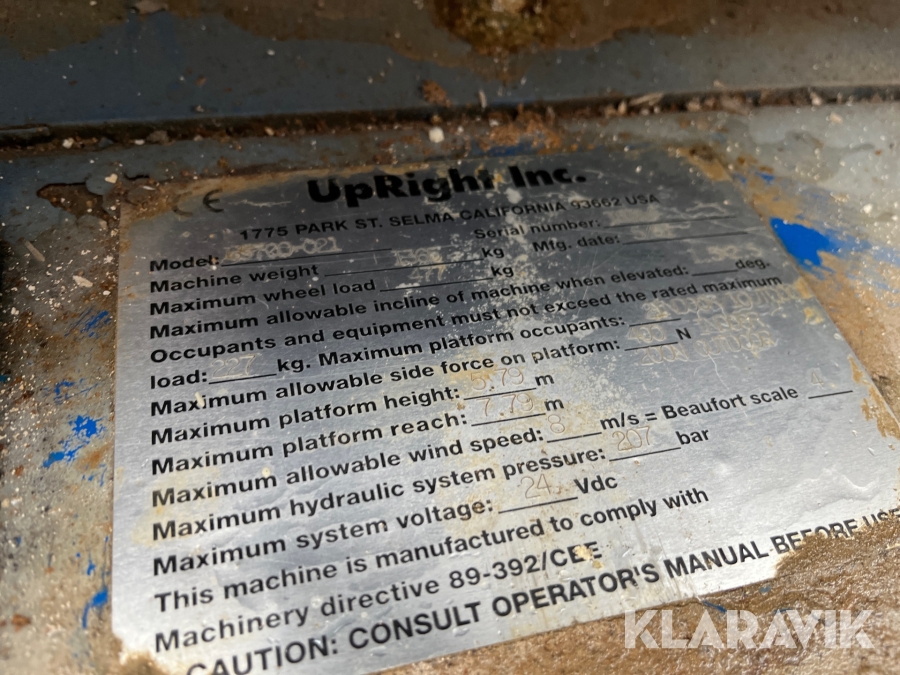 CE
UpRight Inc.
1775 PARK ST. SELMA CALIFORNIA 93662 USA
Model: Serial number:
Machine weight kg Mfg. date:
Maximum wheel load kg
Maximum allowable incline of machine when elevated: deg.
Occupants and equipment must not exceed the rated maximum
load: kg. Maximum platform occupants:
Maximum allowable side force on platform: N
Maximum platform height: 5.79 m
Maximum platform reach: 7.79 m
Maximum allowable wind speed: 8 m/s = Beaufort scale 4
Maximum hydraulic system pressure: 207 bar
Maximum system voltage: 24 Vdc
This machine is manufactured to comply with
Machinery directive 89-392/CEE
CAUTION: CONSULT OPERATOR'S MANUAL BEFORE USE
KLARAVIK